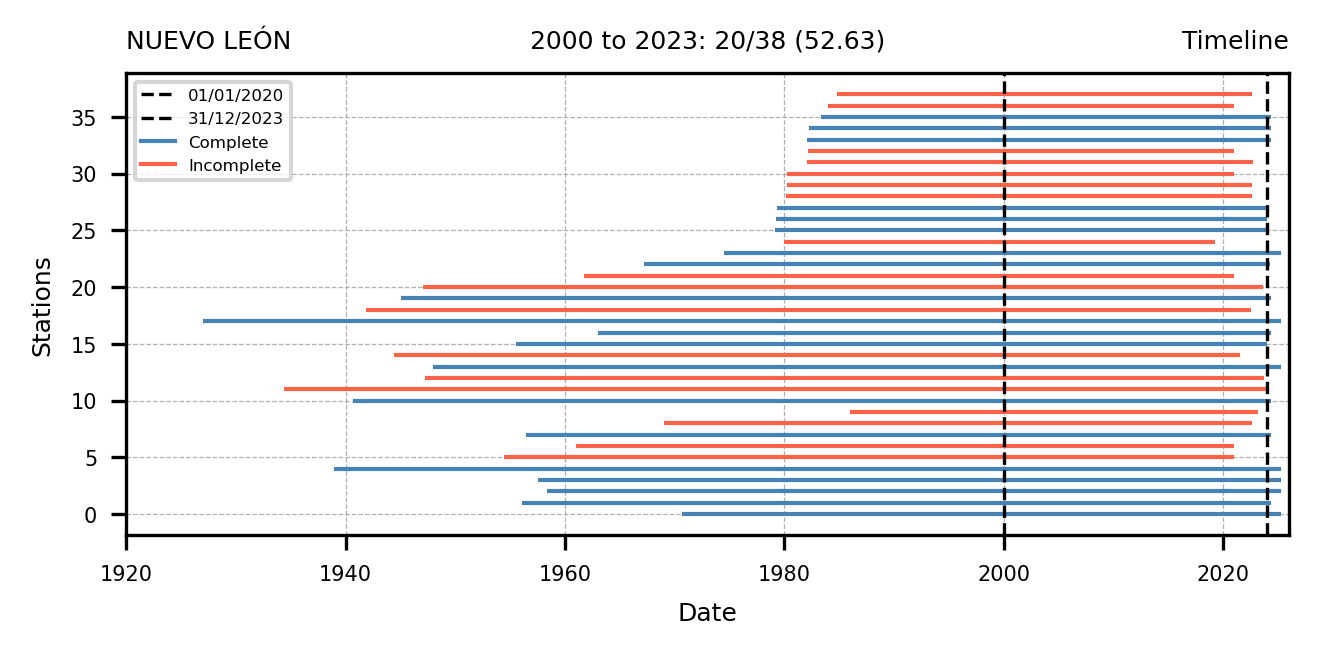 NUEVO LEÓN 2000 to 2023: 20/38 (52.63) Timeline
01/01/2020
31/12/2023
Complete
Incomplete
35
30
25
20
15
10
5
0
Stations
1920 1940 1960 1980 2000 2020
Date